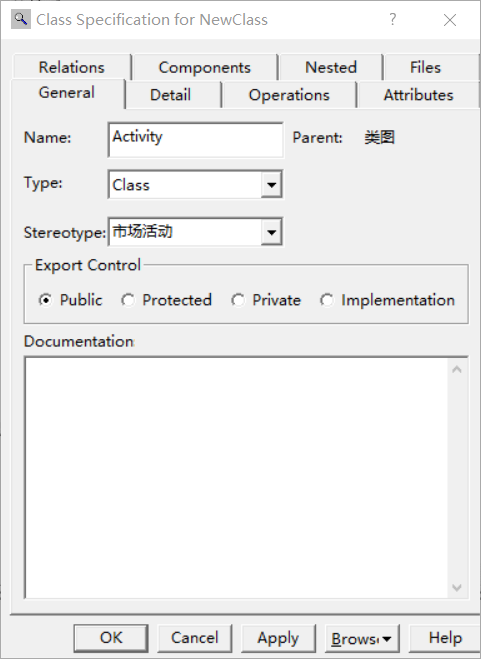 Class Specification for NewClass ?
Relations Components Nested Files
General Detail Operations Attributes
Name: Activity Parent: 类图
Type: Class
Stereotype: 市场活动
Export Control
Public Protected Private Implementation
Documentation:
OK Cancel Apply Browse Help